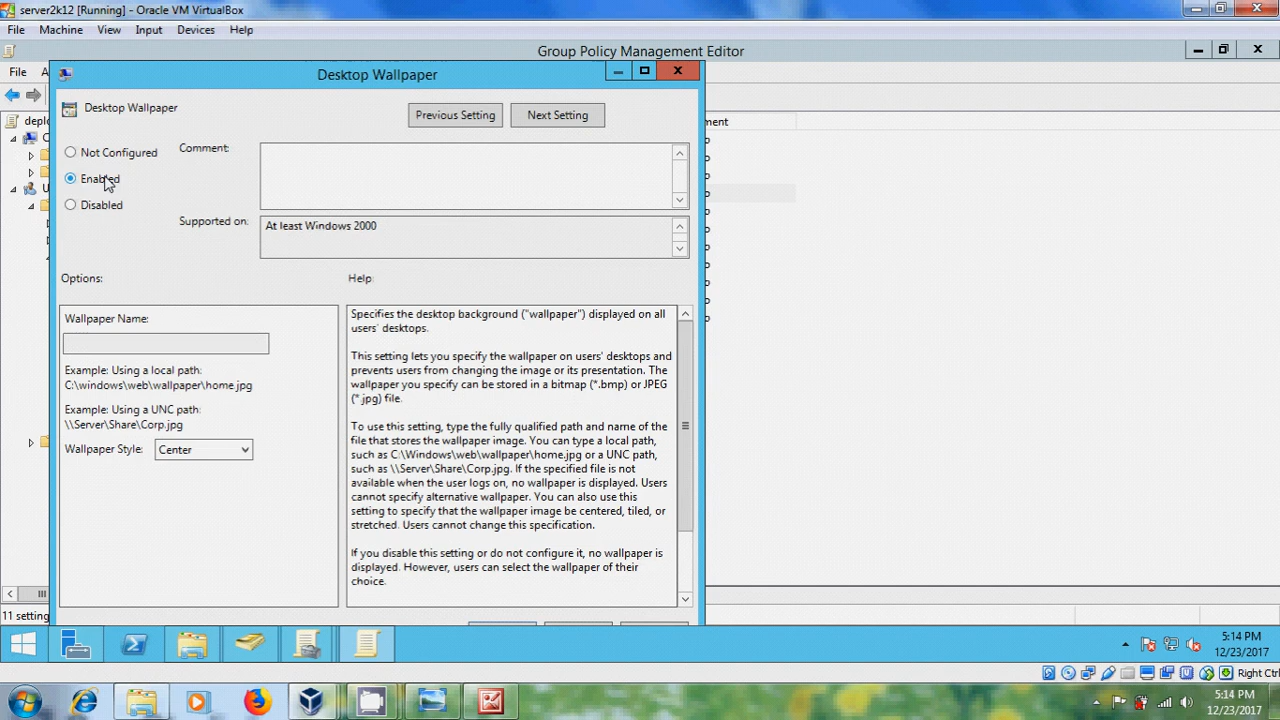 server2k12 [Running] - Oracle VM VirtualBox
File Machine View Input Devices Help
Group Policy Management Editor
File A
Desktop Wallpaper
Desktop Wallpaper
Previous Setting Next Setting
deplo
ment
Not Configured
Comment:
Enabled
Disabled
Supported on:
At least Windows 2000
Options:
Help:
Wallpaper Name:
Example: Using a local path:
C:\windows\web\wallpaper\home.jpg
Example: Using a UNC path:
\\Server\Share\Corp.jpg
Wallpaper Style: Center
Specifies the desktop background ("wallpaper") displayed on all
users' desktops.
This setting lets you specify the wallpaper on users' desktops and
prevents users from changing the image or its presentation. The
wallpaper you specify can be stored in a bitmap (*.bmp) or JPEG
(*.jpg) file.
To use this setting, type the fully qualified path and name of the
file that stores the wallpaper image. You can type a local path,
such as C:\Windows\web\wallpaper\home.jpg or a UNC path,
such as \\Server\Share\Corp.jpg. If the specified file is not
available when the user logs on, no wallpaper is displayed. Users
cannot specify alternative wallpaper. You can also use this
setting to specify that the wallpaper image be centered, tiled, or
stretched. Users cannot change this specification.
If you disable this setting or do not configure it, no wallpaper is
displayed. However, users can select the wallpaper of their
choice.
11 setting
5:14 PM
12/23/2017
Right Ctrl
5:14 PM
12/23/2017